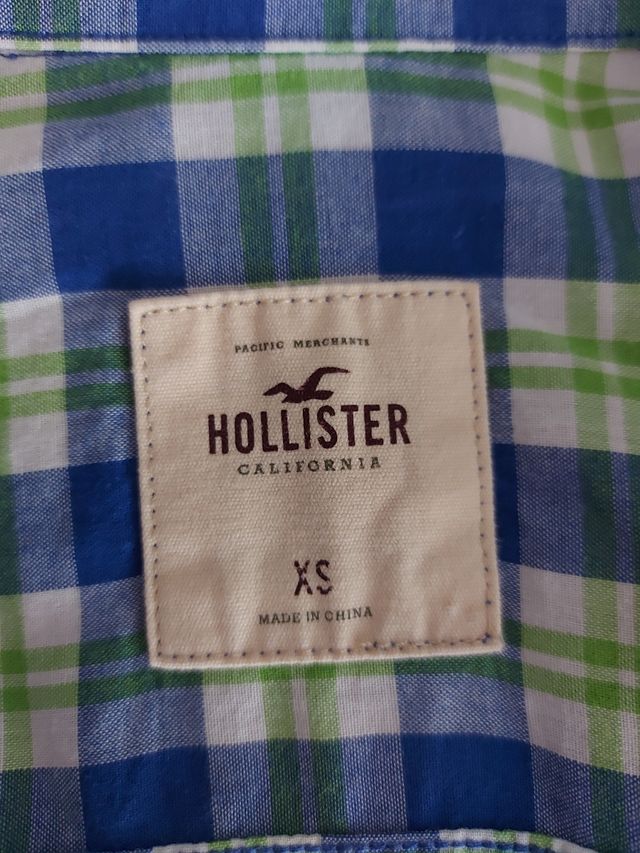 PACIFIC MERCHANTS
HOLLISTER
CALIFORNIA
XS
MADE IN CHINA